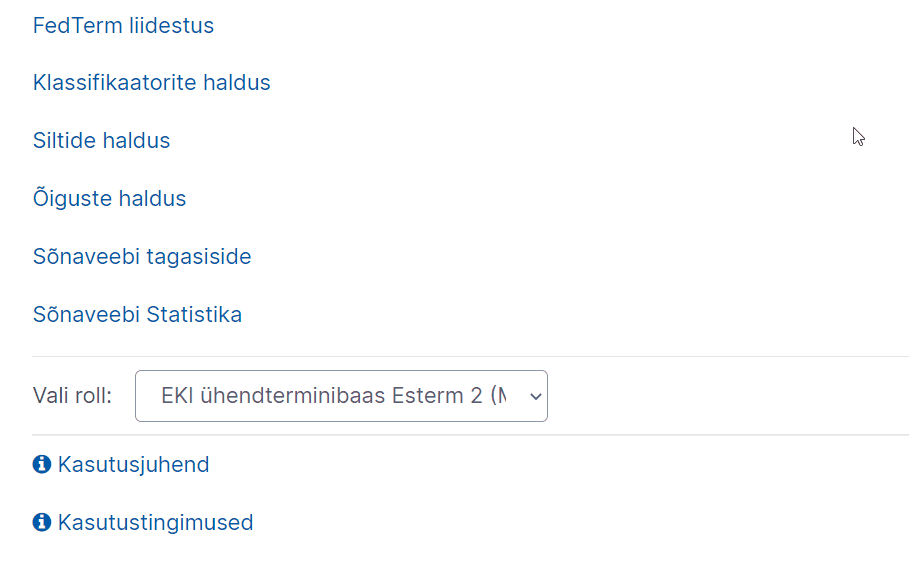 FedTerm liidestus
Klassifikaatorite haldus
Siltide haldus
Õiguste haldus
Sõnaveebi tagasiside
Sõnaveebi Statistika
Vali roll: EKI ühendterminibaas Esterm 2 (
Kasutusjuhend
Kasutustingimused